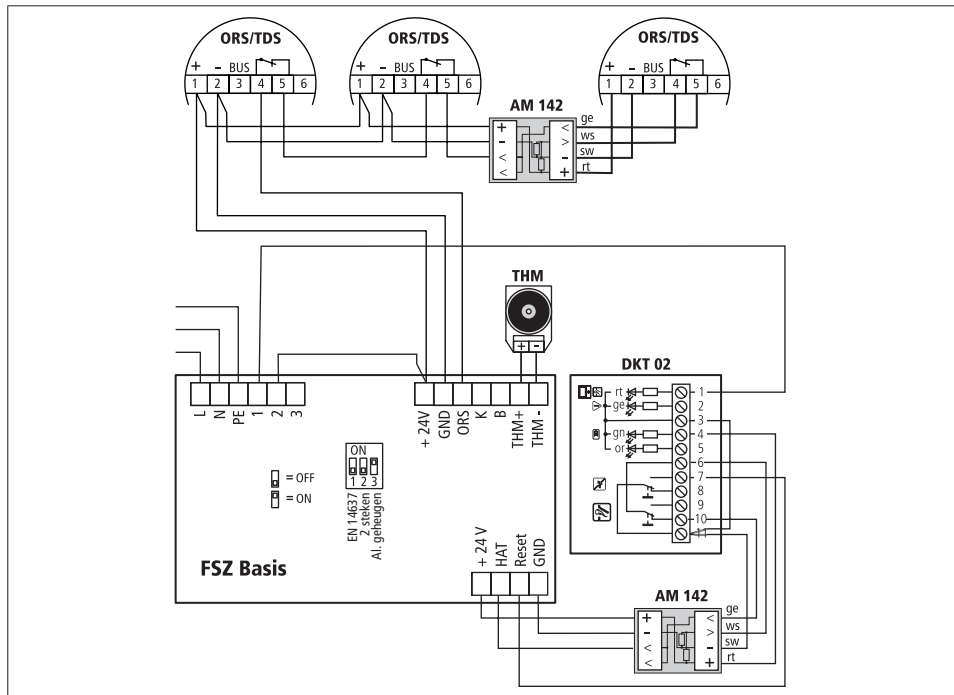 ORS/TDS
+ - BUS
1 2 3 4 5 6
ORS/TDS
+ - BUS
1 2 3 4 5 6
ORS/TDS
+ - BUS
1 2 3 4 5 6
AM 142
+ <
- >
< -
< +
ge
ws
sw
rt
THM
+ -
DKT 02
rt 1
ge 2
3
gn 4
or 5
6
7
8
9
10
11
L N PE 1 2 3
+ 24V GND ORS K B THM+ THM -
ON
1 2 3
EN 14637
2 steken
Al. geheugen
= OFF
= ON
FSZ Basis
+ 24 V HAT Reset GND
AM 142
+ <
- >
< -
< +
ge
ws
sw
rt